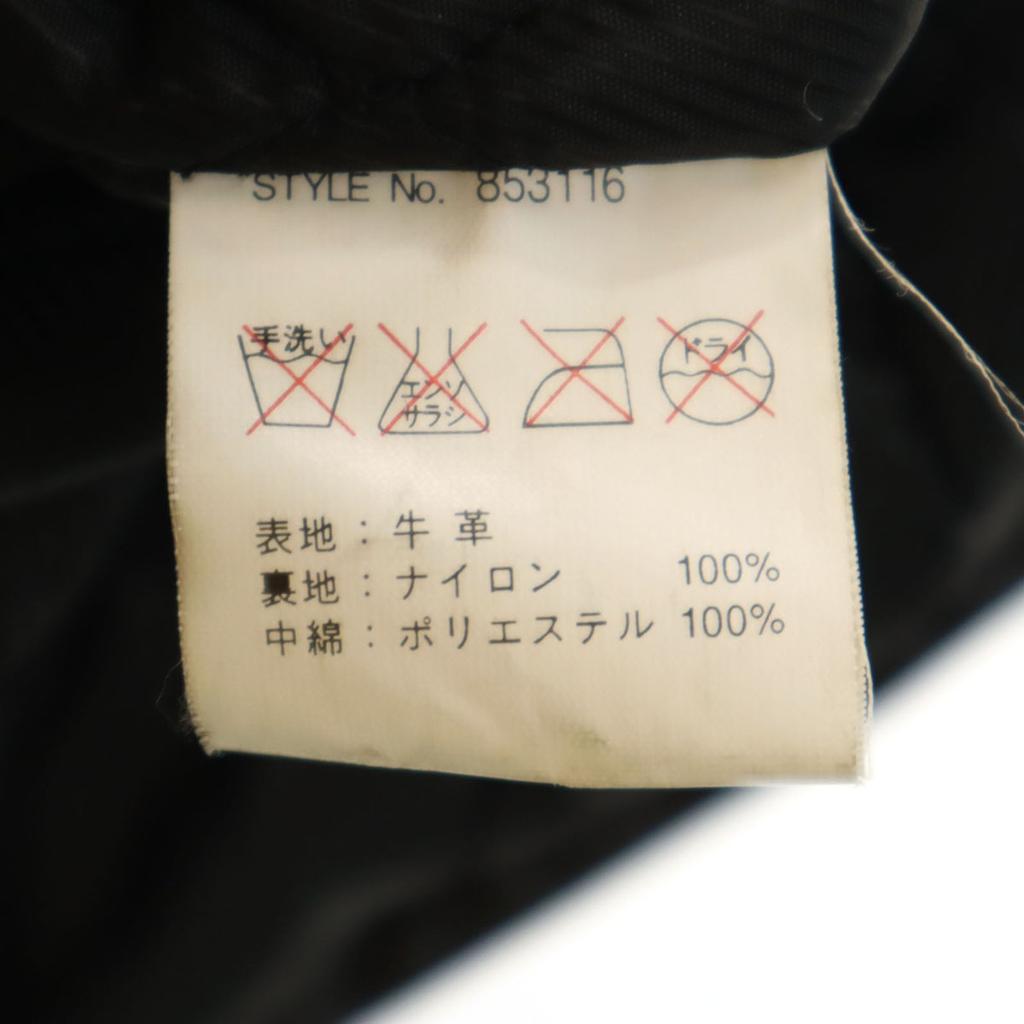 STYLE No. 853116
手洗い エンソ ドライ
サラシ
表地：牛革
裏地：ナイロン 100%
中綿：ポリエステル 100%